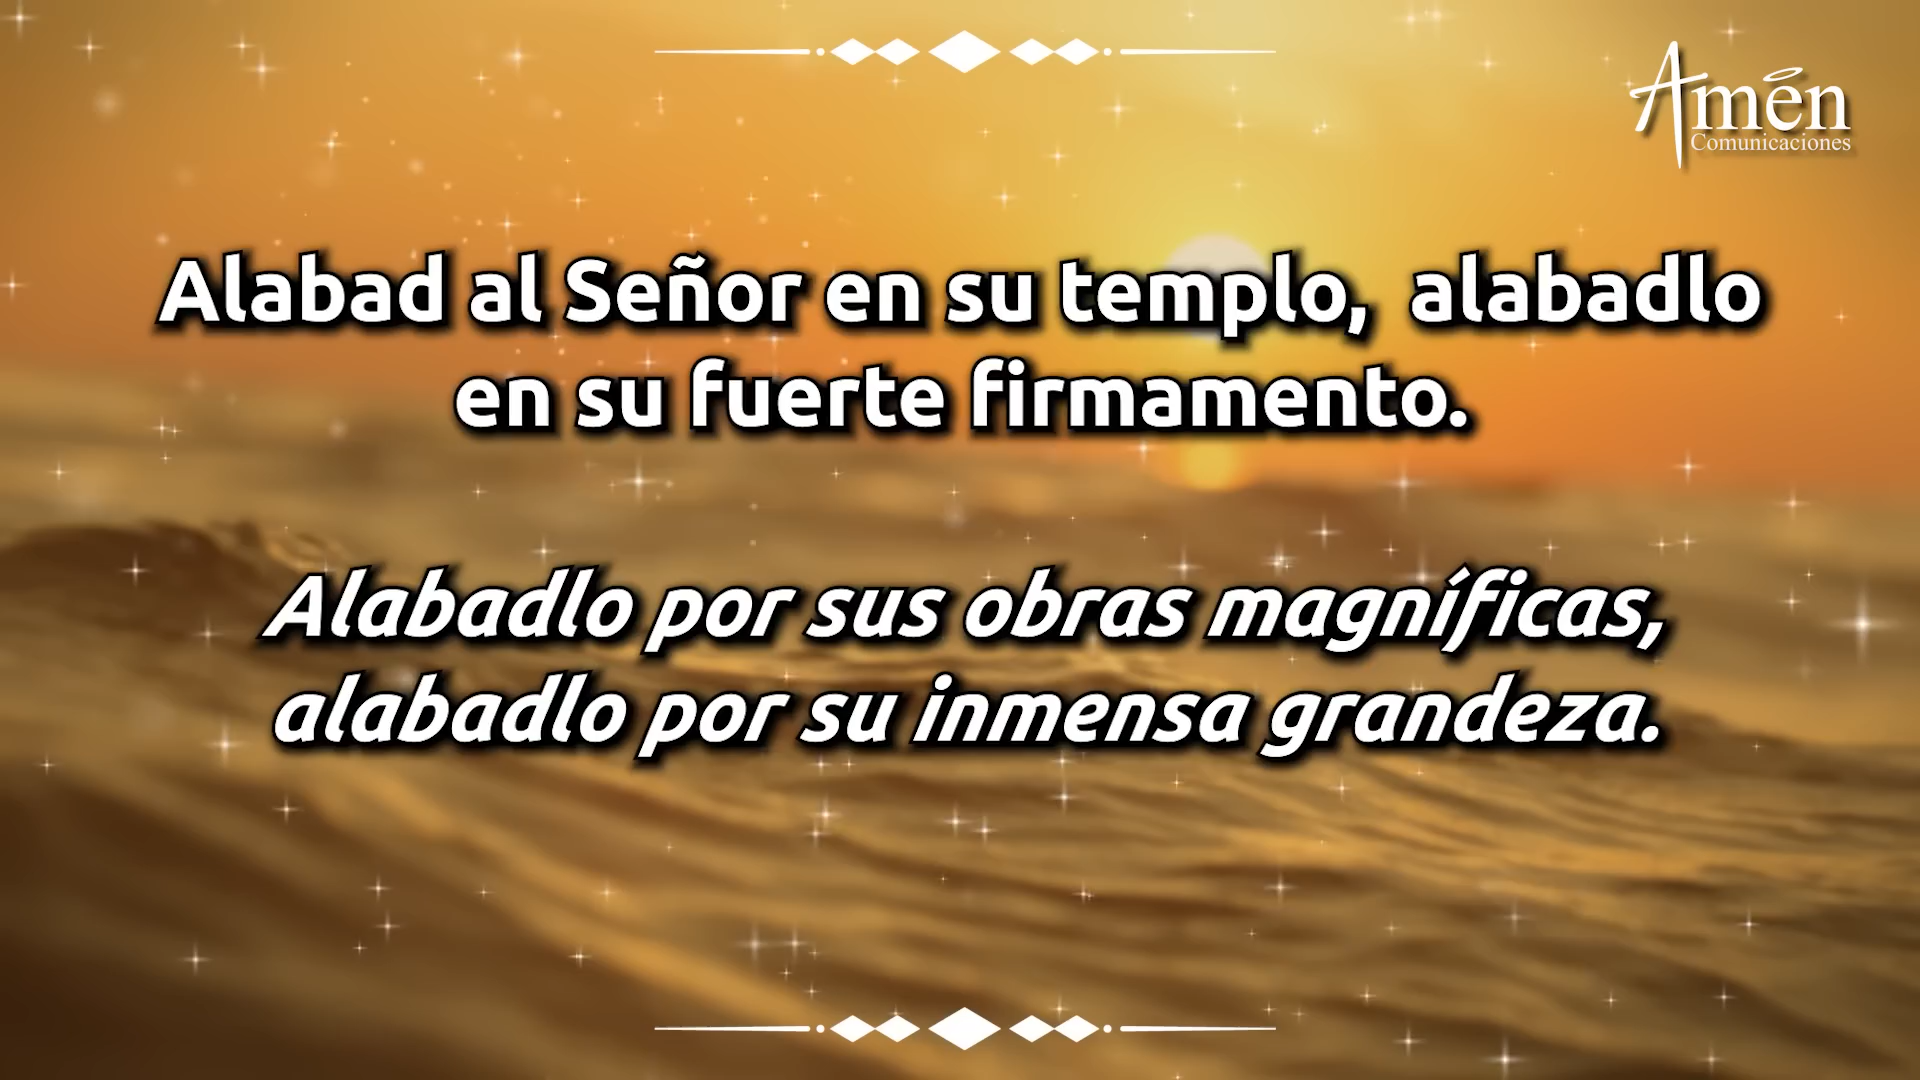 Amén
Comunicaciones
Alabad al Señor en su templo, alabadlo
en su fuerte firmamento.
Alabadlo por sus obras magníficas,
alabadlo por su inmensa grandeza.